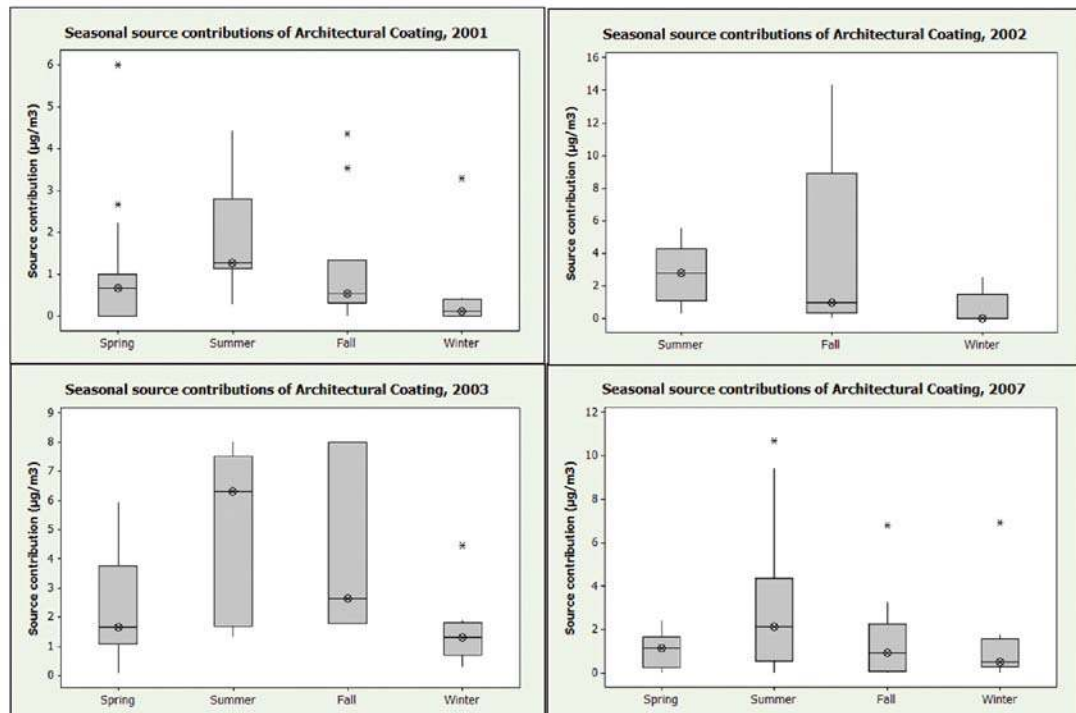 Seasonal source contributions of Architectural Coating, 2001
Source contribution (µg/m3)
6
5
4
3
2
1
0
Spring Summer Fall Winter
Seasonal source contributions of Architectural Coating, 2002
Source contribution (µg/m3)
16
14
12
10
8
6
4
2
0
Summer Fall Winter
Seasonal source contributions of Architectural Coating, 2003
Source contribution (µg/m3)
9
8
7
6
5
4
3
2
1
0
Spring Summer Fall Winter
Seasonal source contributions of Architectural Coating, 2007
Source contribution (µg/m3)
12
10
8
6
4
2
0
Spring Summer Fall Winter